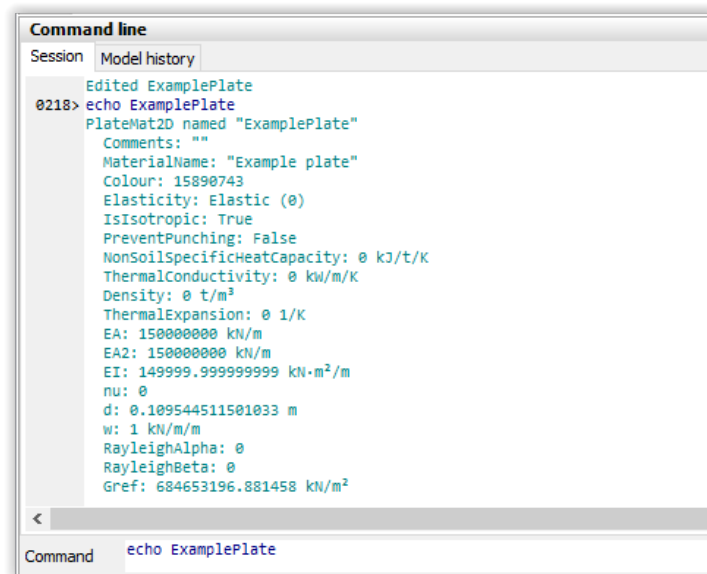 Command line
Session Model history
Edited ExamplePlate
0218> echo ExamplePlate
PlateMat2D named "ExamplePlate"
Comments: ""
MaterialName: "Example plate"
Colour: 15890743
Elasticity: Elastic (0)
IsIsotropic: True
PreventPunching: False
NonSoilSpecificHeatCapacity: 0 kJ/t/K
ThermalConductivity: 0 kW/m/K
Density: 0 t/m³
ThermalExpansion: 0 1/K
EA: 150000000 kN/m
EA2: 150000000 kN/m
EI: 149999.999999999 kN·m²/m
nu: 0
d: 0.109544511501033 m
w: 1 kN/m/m
RayleighAlpha: 0
RayleighBeta: 0
Gref: 684653196.881458 kN/m²
Command echo ExamplePlate